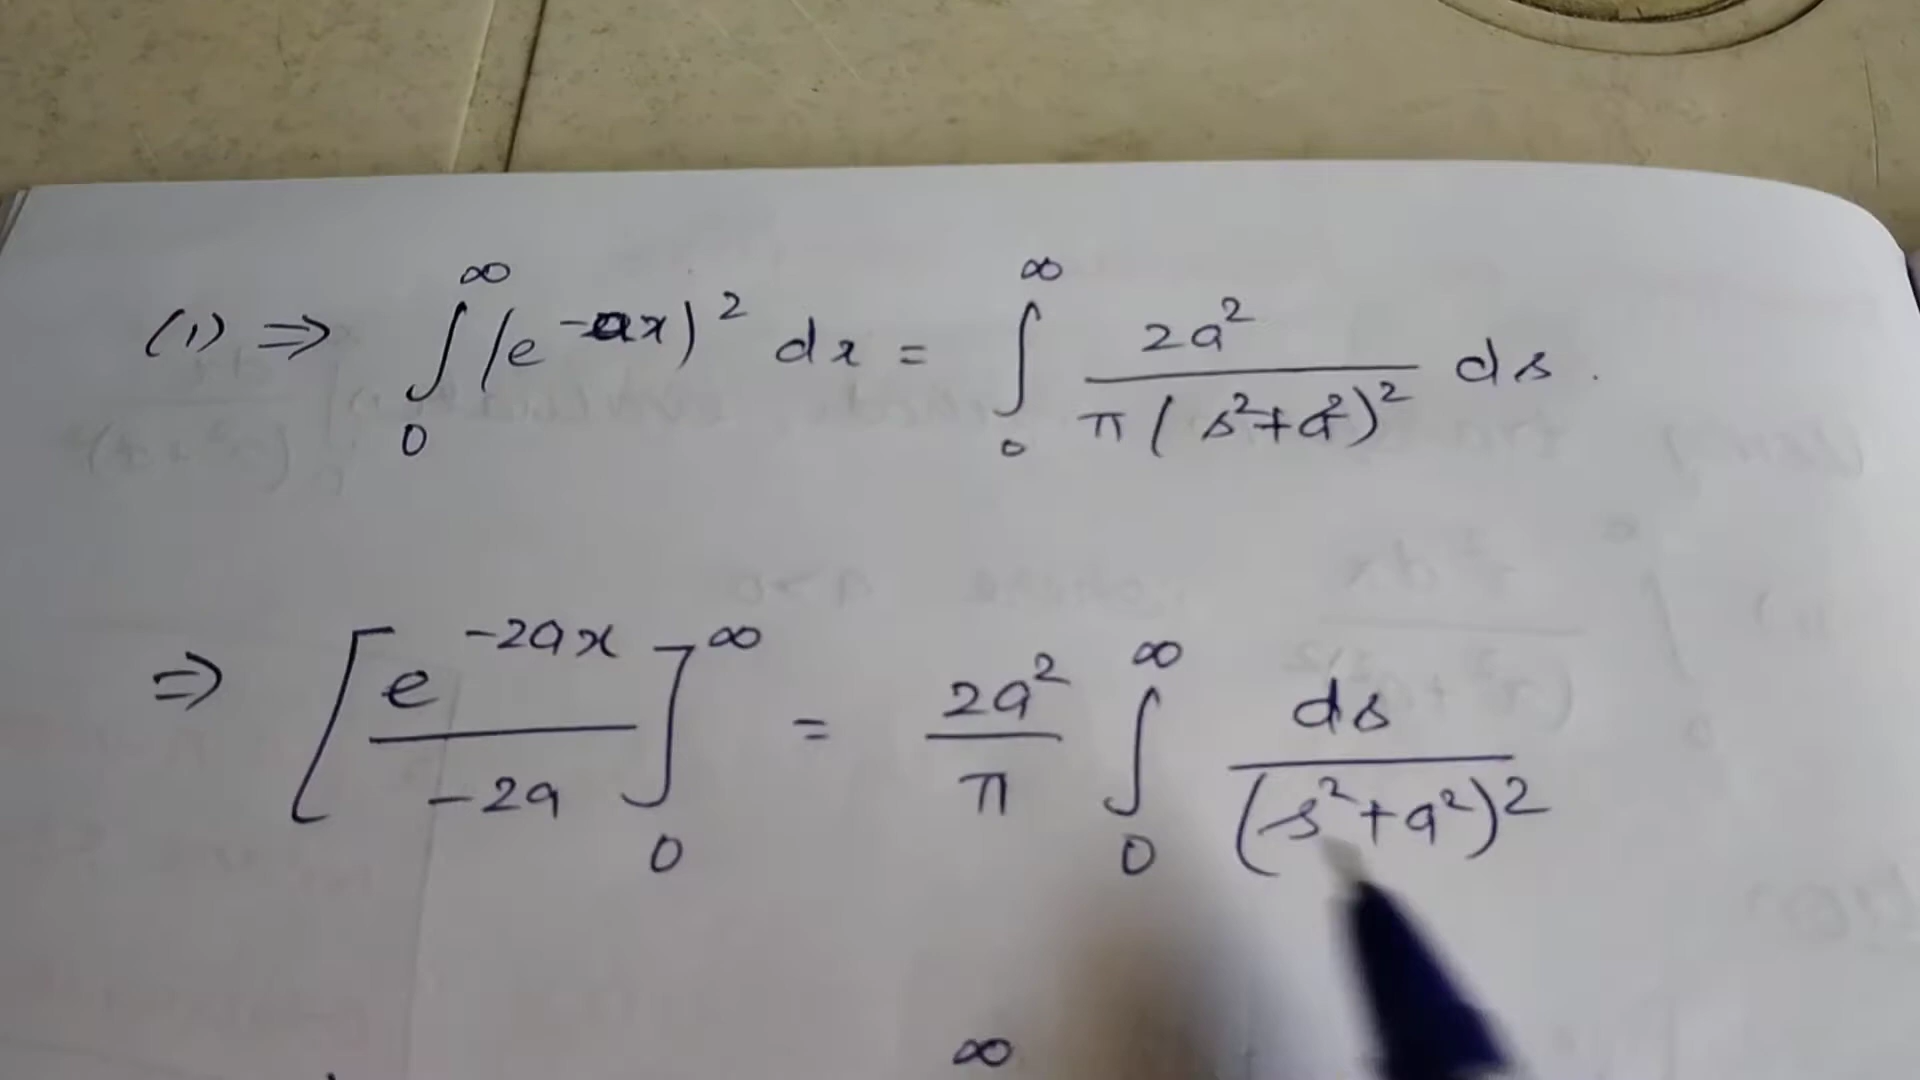 (1) ⇒ ∫₀^∞ (e^{-ax})² dx = ∫₀^∞ 2a² / π(s²+a²)² ds.
⇒ [e^{-2ax} / -2a]₀^∞ = 2a²/π ∫₀^∞ ds / (s²+a²)²
∞